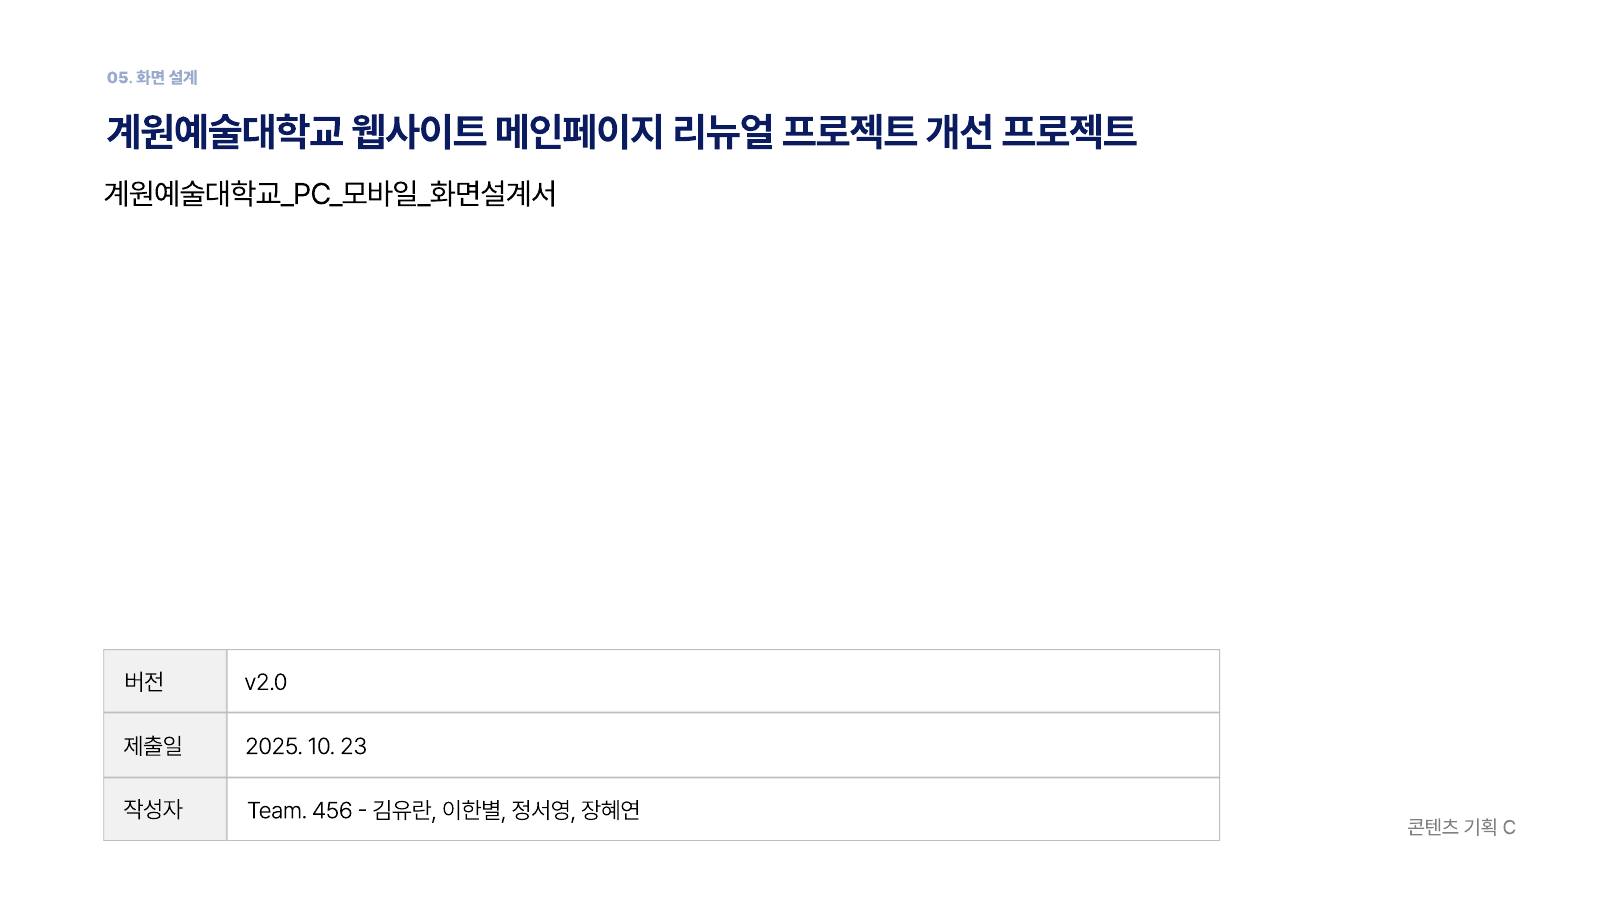 05. 화면 설계
계원예술대학교 웹사이트 메인페이지 리뉴얼 프로젝트 개선 프로젝트
계원예술대학교_PC_모바일_화면설계서
버전 v2.0
제출일 2025. 10. 23
작성자 Team. 456 - 김유란, 이한별, 정서영, 장혜연
콘텐츠 기획 C